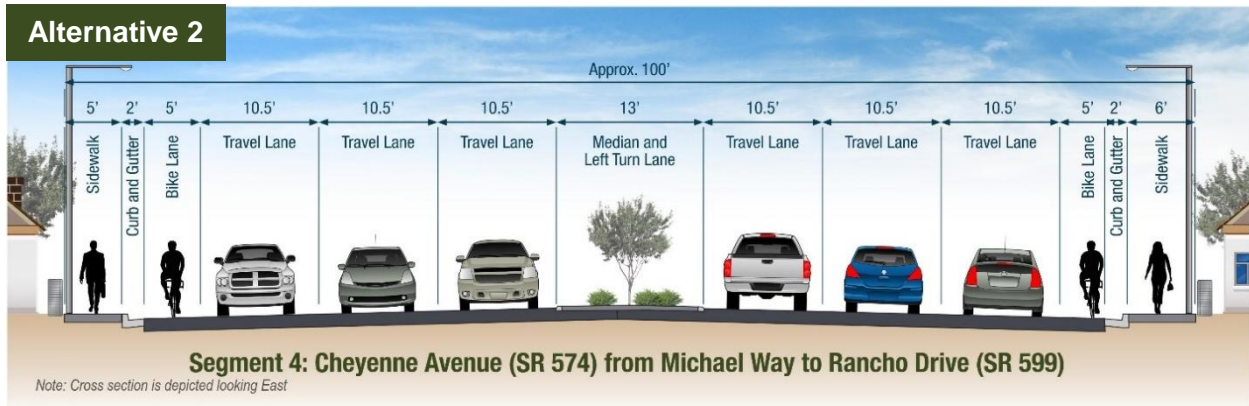 Alternative 2
Approx. 100'
5' 2' 5' 10.5' 10.5' 10.5' 13' 10.5' 10.5' 10.5' 5' 2' 6'
Sidewalk
Curb and Gutter
Bike Lane
Travel Lane
Travel Lane
Travel Lane
Median and
Left Turn Lane
Travel Lane
Travel Lane
Travel Lane
Bike Lane
Curb and Gutter
Sidewalk
Segment 4: Cheyenne Avenue (SR 574) from Michael Way to Rancho Drive (SR 599)
Note: Cross section is depicted looking East